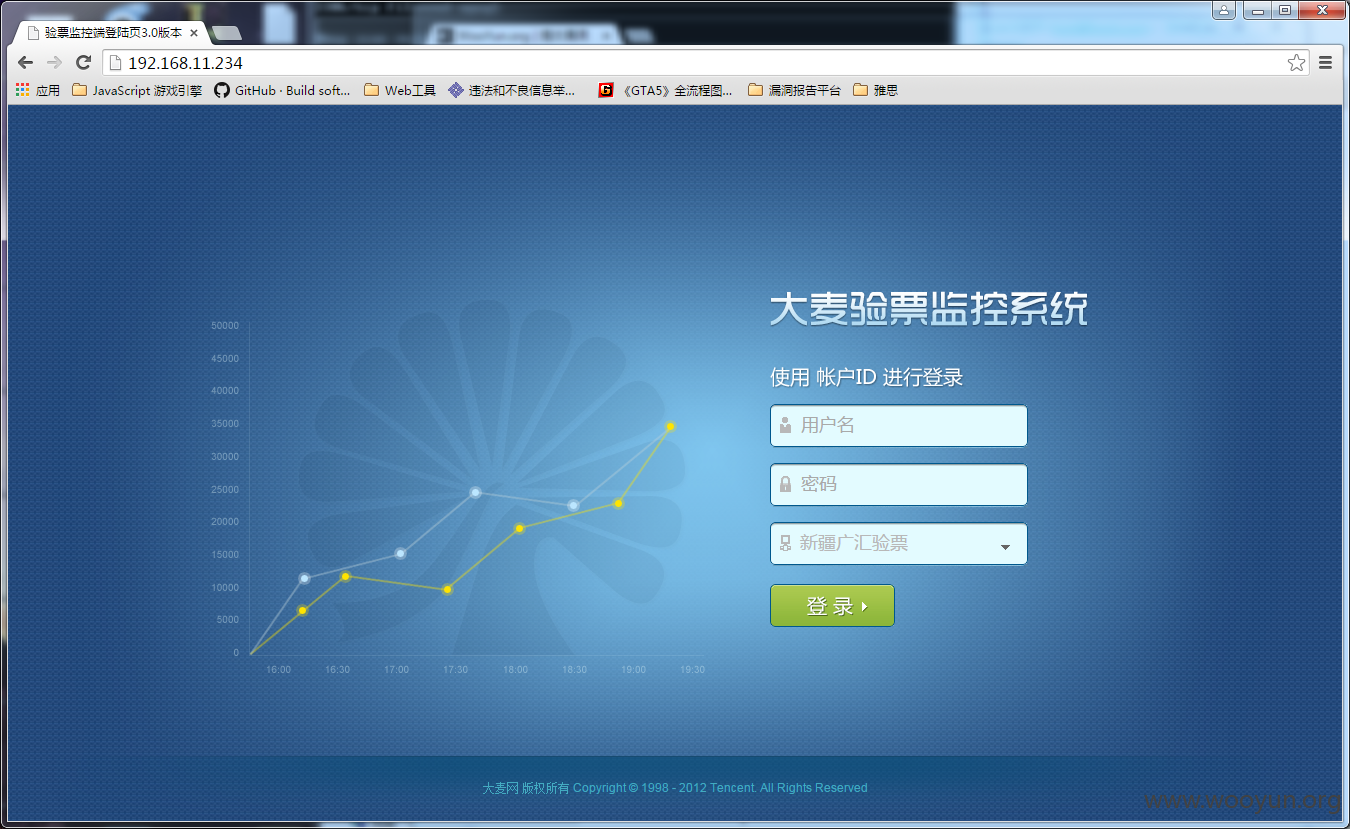 验票监控端登陆页3.0版本
192.168.11.234
应用 JavaScript 游戏引擎 GitHub · Build soft... Web工具 违法和不良信息举... 《GTA5》全流程图... 漏洞报告平台 雅思
大麦验票监控系统
使用 帐户ID 进行登录
用户名
密码
新疆广汇验票
登 录
50000
45000
40000
35000
30000
25000
20000
15000
10000
5000
0
16:00 16:30 17:00 17:30 18:00 18:30 19:00 19:30
大麦网 版权所有 Copyright © 1998 - 2012 Tencent. All Rights Reserved
www.wooyun.org